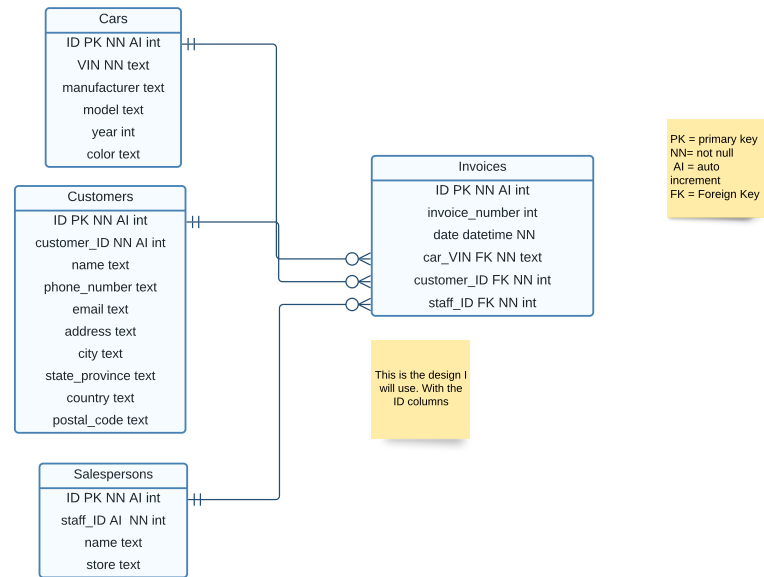 Cars
ID PK NN AI int
VIN NN text
manufacturer text
model text
year int
color text
Customers
ID PK NN AI int
customer_ID NN AI int
name text
phone_number text
email text
address text
city text
state_province text
country text
postal_code text
Salespersons
ID PK NN AI int
staff_ID AI  NN int
name text
store text
Invoices
ID PK NN AI int
invoice_number int
date datetime NN
car_VIN FK NN text
customer_ID FK NN int
staff_ID FK NN int
This is the design I
will use. With the
ID columns
PK = primary key
NN= not null
AI = auto
increment
FK = Foreign Key